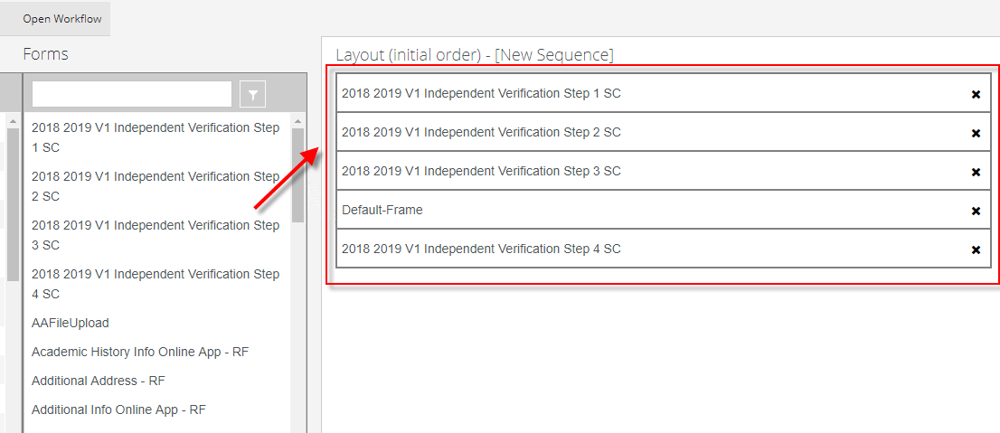 Open Workflow
Forms
2018 2019 V1 Independent Verification Step
1 SC
2018 2019 V1 Independent Verification Step
2 SC
2018 2019 V1 Independent Verification Step
3 SC
2018 2019 V1 Independent Verification Step
4 SC
AAFileUpload
Academic History Info Online App - RF
Additional Address - RF
Additional Info Online App - RF
Layout (initial order) - [New Sequence]
2018 2019 V1 Independent Verification Step 1 SC
2018 2019 V1 Independent Verification Step 2 SC
2018 2019 V1 Independent Verification Step 3 SC
Default-Frame
2018 2019 V1 Independent Verification Step 4 SC